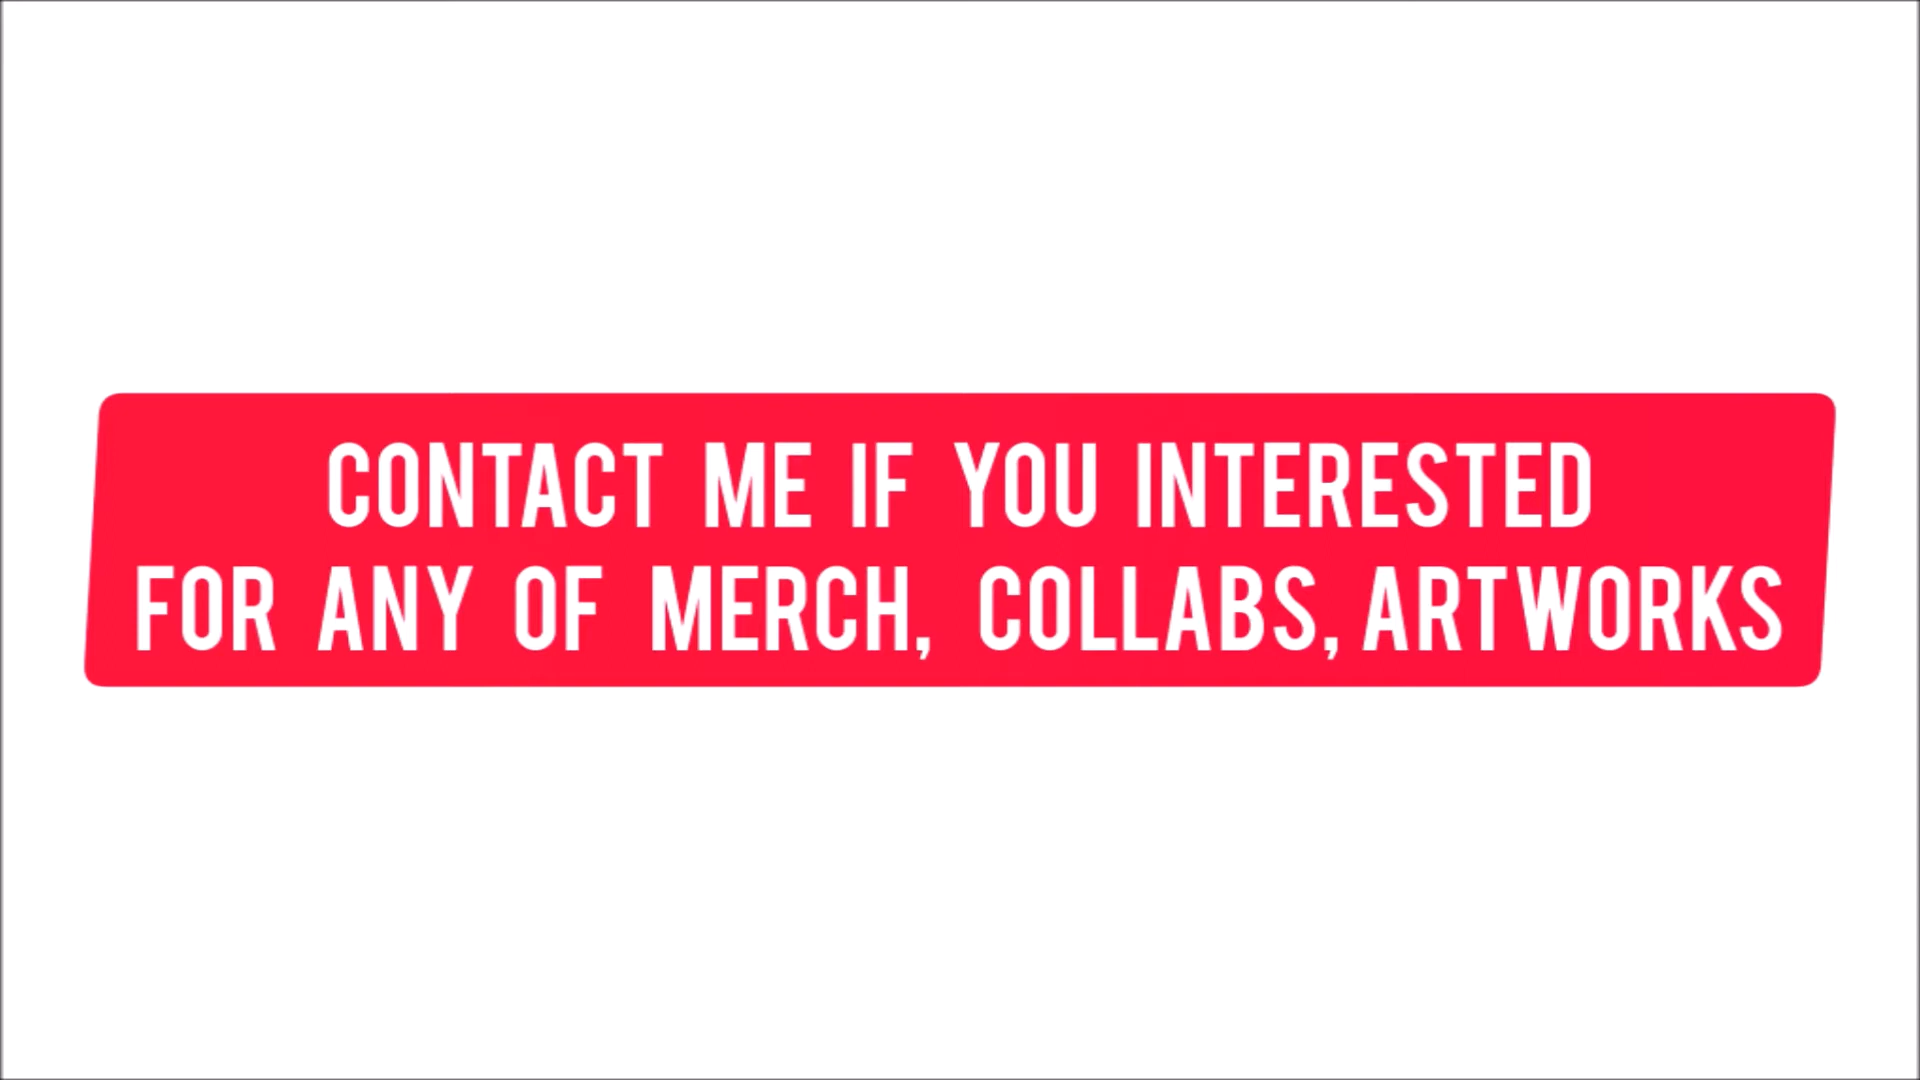 CONTACT ME IF YOU INTERESTED
FOR ANY OF MERCH, COLLABS, ARTWORKS